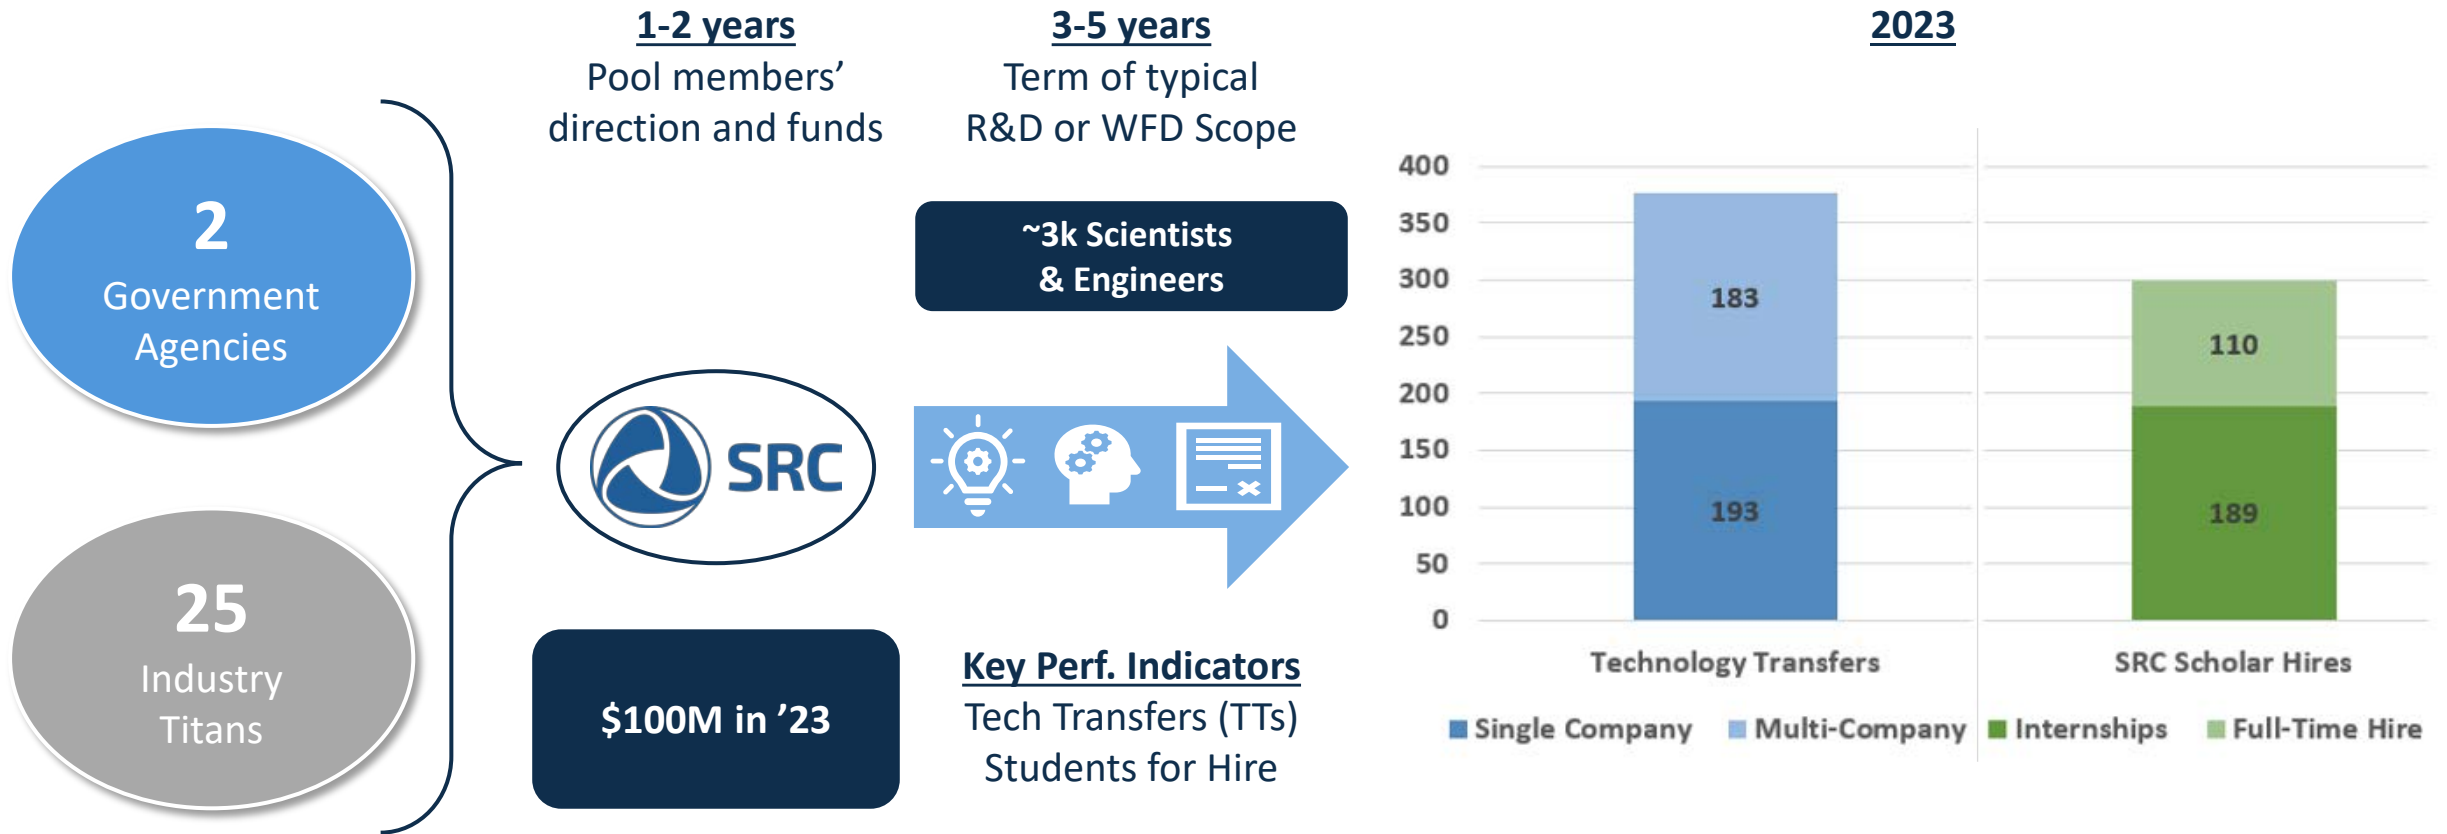 2
Government
Agencies
25
Industry
Titans
1-2 years
Pool members’
direction and funds
SRC
$100M in ’23
3-5 years
Term of typical
R&D or WFD Scope
~3k Scientists
& Engineers
Key Perf. Indicators
Tech Transfers (TTs)
Students for Hire
2023
400
350
300
250
200
150
100
50
0
183
193
110
189
Technology Transfers
SRC Scholar Hires
Single Company
Multi-Company
Internships
Full-Time Hire